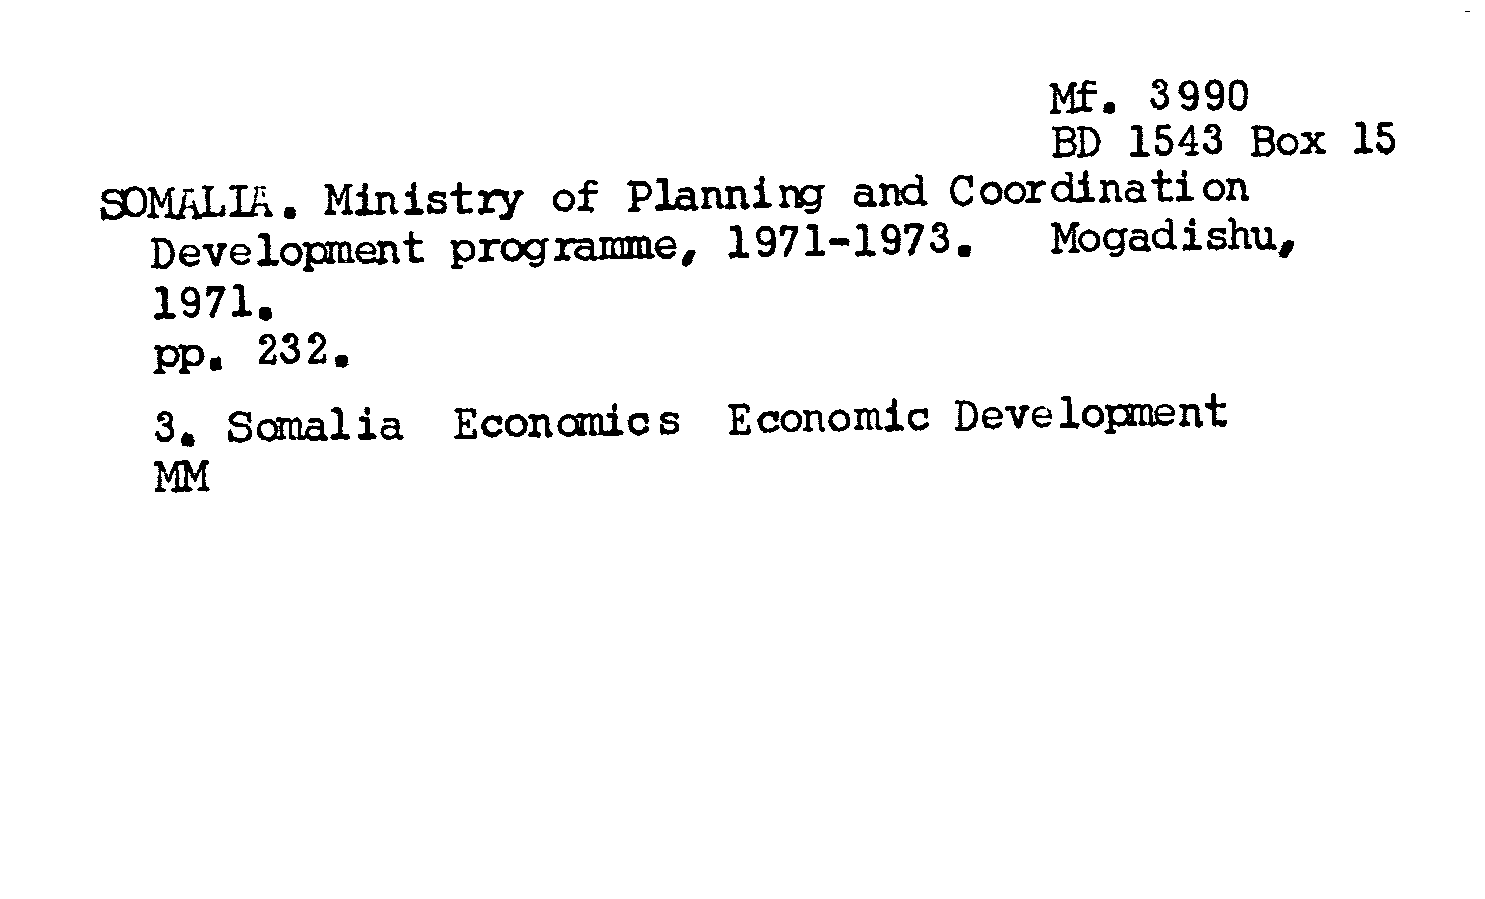 Mf. 3990
BD 1543 Box 15
SOMALIA. Ministry of Planning and Coordination
Development programme, 1971-1973. Mogadishu,
1971.
pp. 232.
3. Somalia Economics Economic Development
MM